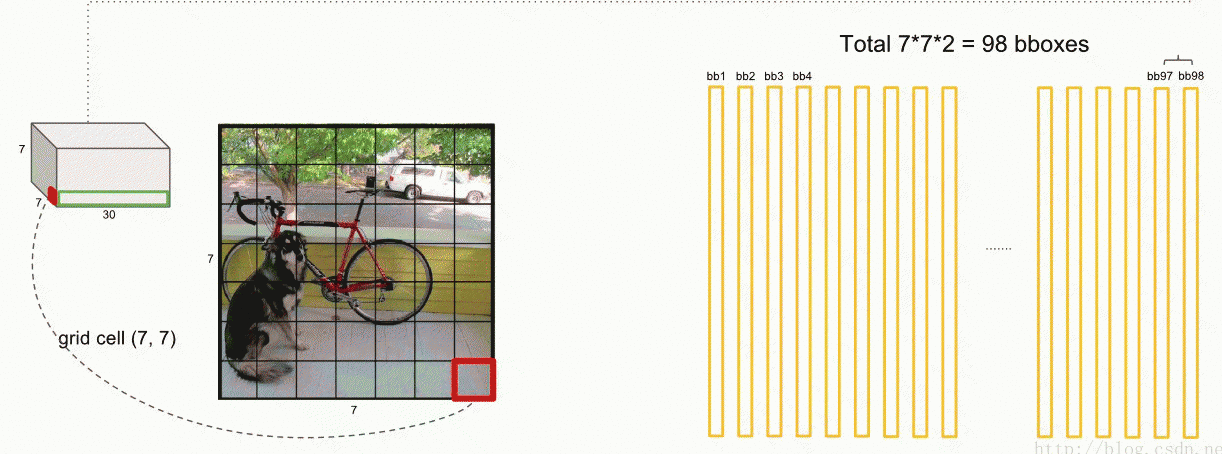 Total 7*7*2 = 98 bboxes
bb1 bb2 bb3 bb4
bb97 bb98
7
7
30
7
.......
grid cell (7, 7)
7
http://blog.csdn.ne